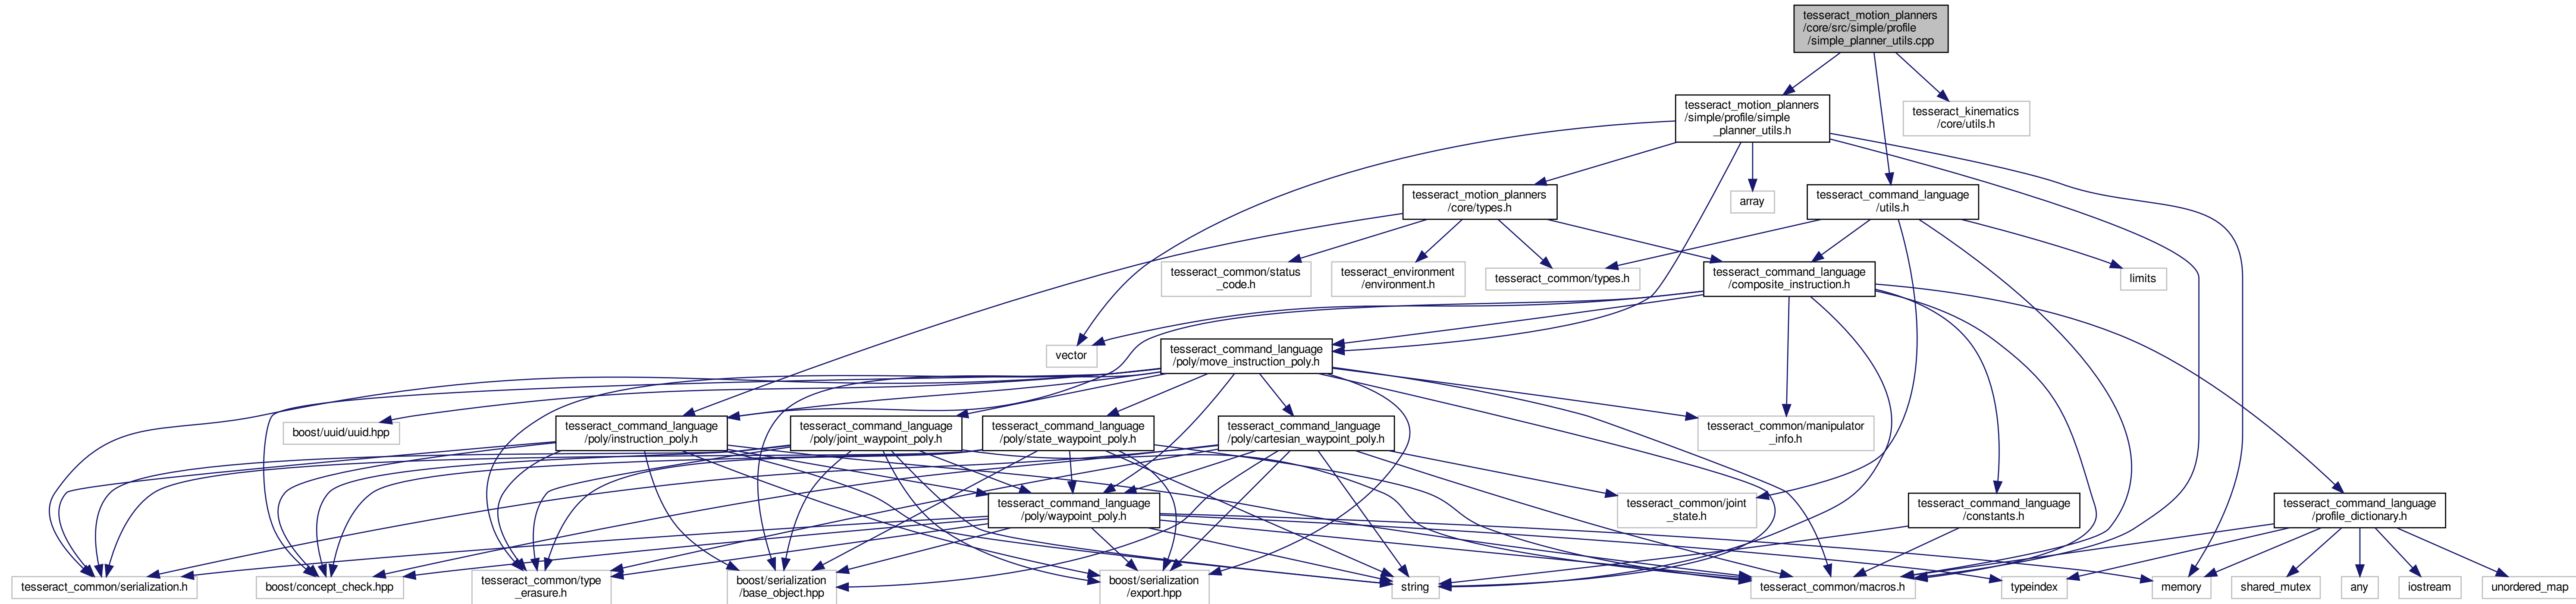 tesseract_motion_planners
/core/src/simple/profile
/simple_planner_utils.cpp
tesseract_motion_planners
/simple/profile/simple
_planner_utils.h
tesseract_kinematics
/core/utils.h
tesseract_motion_planners
/core/types.h
array
tesseract_command_language
/utils.h
tesseract_common/status
_code.h
tesseract_environment
/environment.h
tesseract_common/types.h
tesseract_command_language
/composite_instruction.h
limits
vector
tesseract_command_language
/poly/move_instruction_poly.h
boost/uuid/uuid.hpp
tesseract_command_language
/poly/instruction_poly.h
tesseract_command_language
/poly/joint_waypoint_poly.h
tesseract_command_language
/poly/state_waypoint_poly.h
tesseract_command_language
/poly/cartesian_waypoint_poly.h
tesseract_common/manipulator
_info.h
tesseract_command_language
/poly/waypoint_poly.h
tesseract_common/joint
_state.h
tesseract_command_language
/constants.h
tesseract_command_language
/profile_dictionary.h
tesseract_common/serialization.h
boost/concept_check.hpp
tesseract_common/type
_erasure.h
boost/serialization
/base_object.hpp
boost/serialization
/export.hpp
string
tesseract_common/macros.h
typeindex
memory
shared_mutex
any
iostream
unordered_map